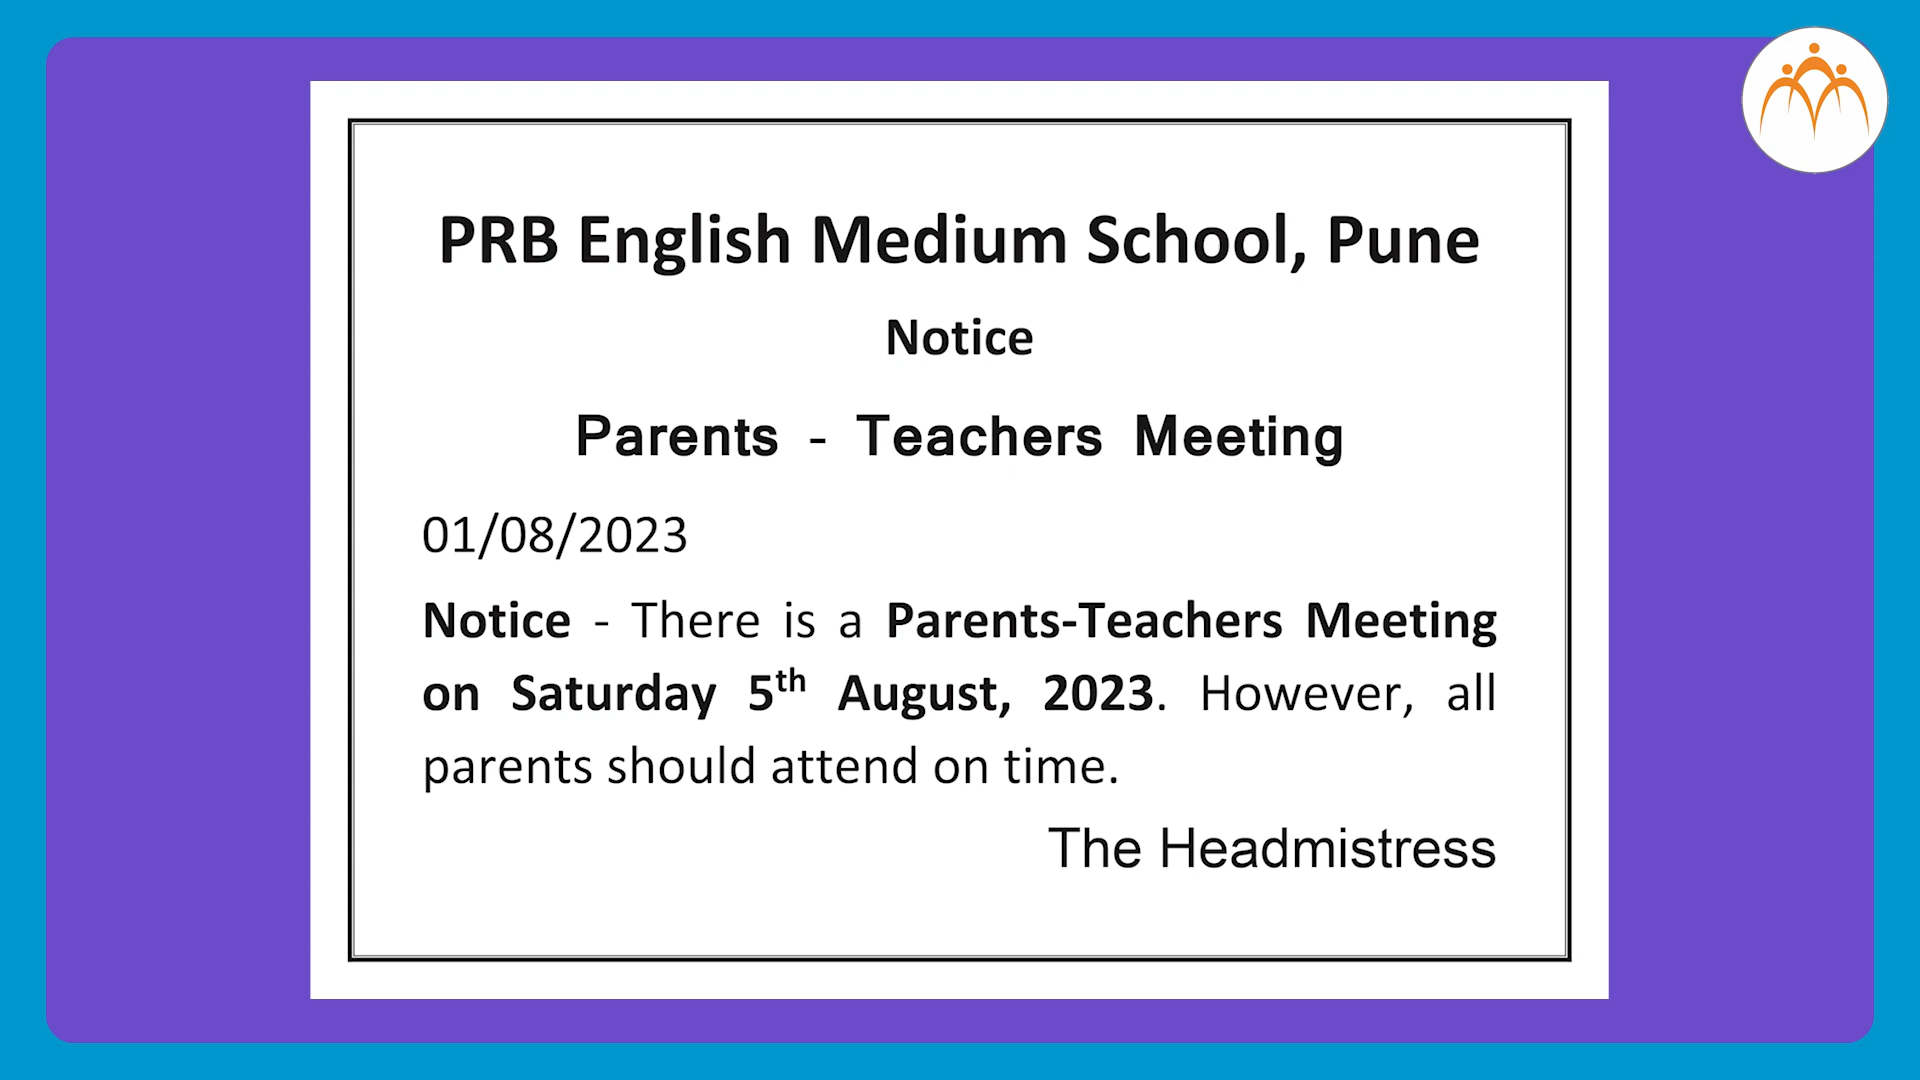 PRB English Medium School, Pune
Notice
Parents - Teachers Meeting
01/08/2023
Notice - There is a Parents-Teachers Meeting
on Saturday 5th August, 2023. However, all
parents should attend on time.
The Headmistress